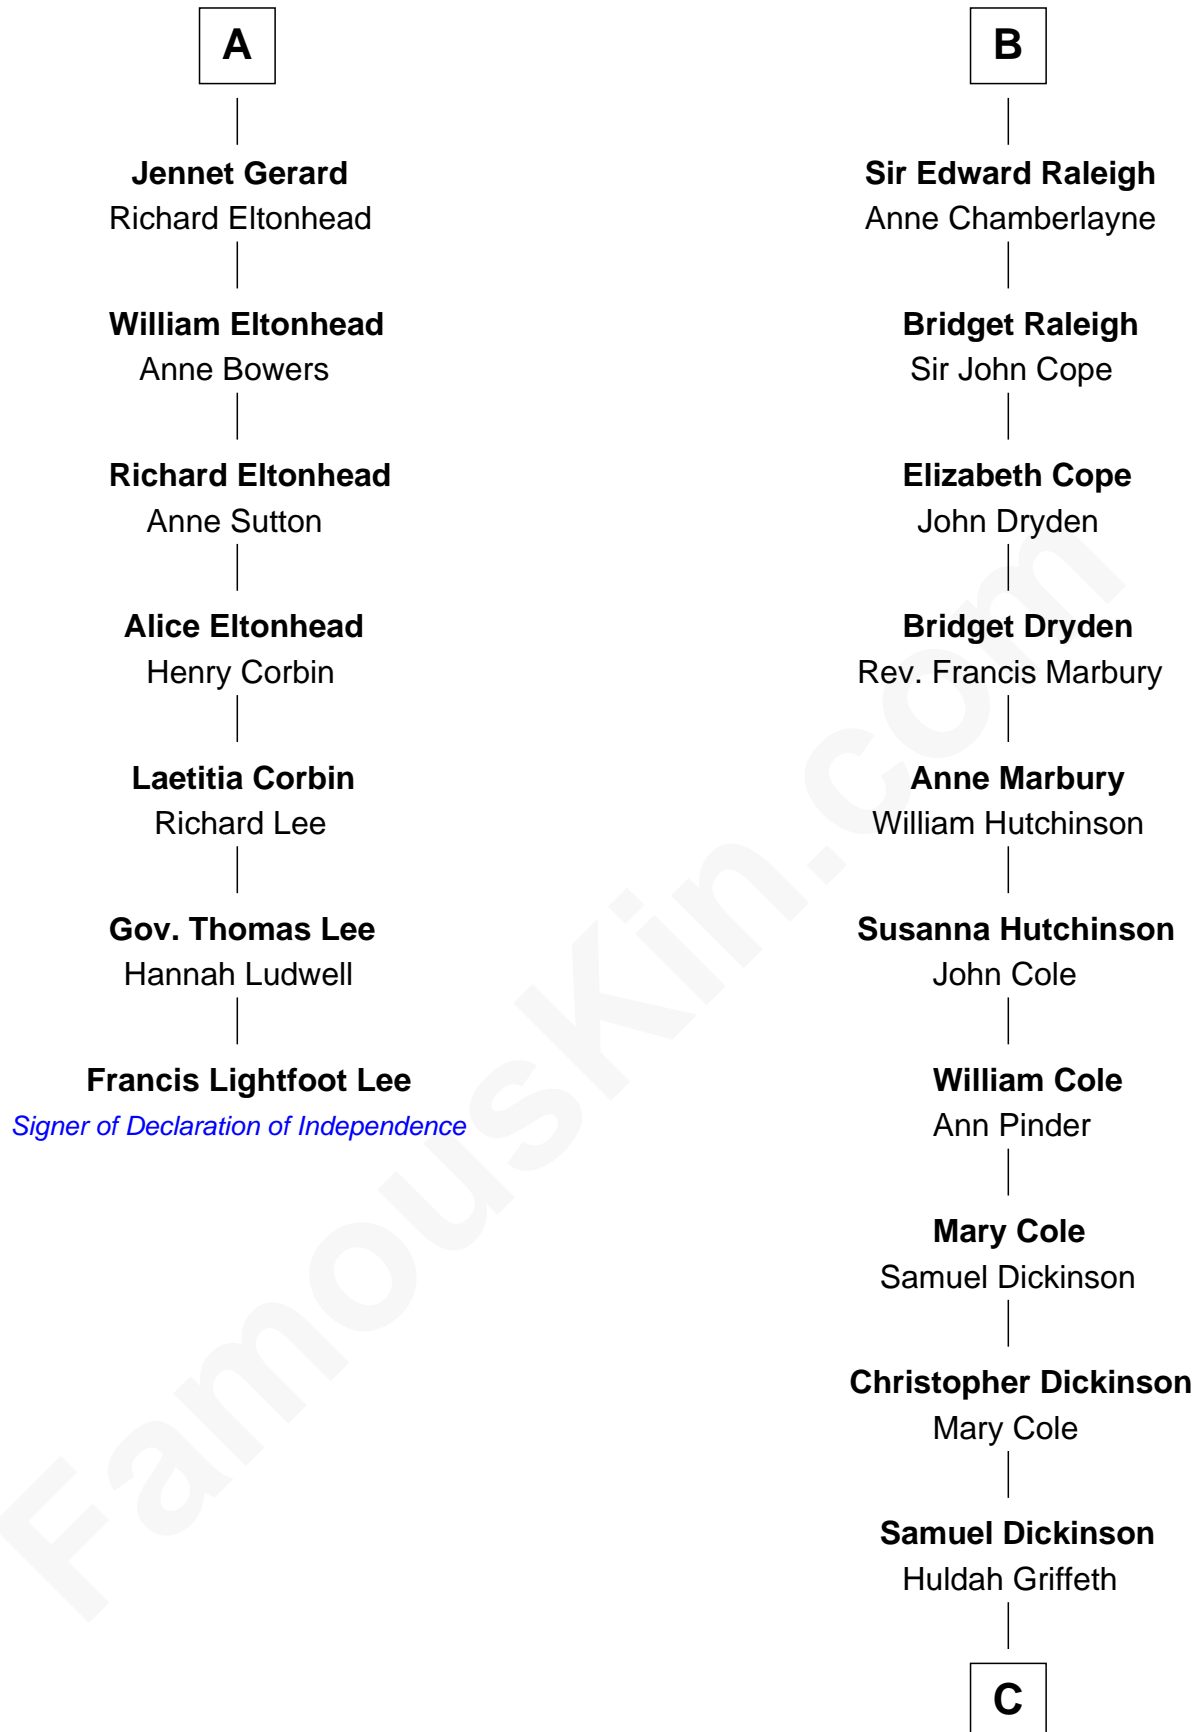 A
Jennet Gerard
Richard Eltonhead
William Eltonhead
Anne Bowers
Richard Eltonhead
Anne Sutton
Alice Eltonhead
Henry Corbin
Laetitia Corbin
Richard Lee
Gov. Thomas Lee
Hannah Ludwell
Francis Lightfoot Lee
Signer of Declaration of Independence
B
Sir Edward Raleigh
Anne Chamberlayne
Bridget Raleigh
Sir John Cope
Elizabeth Cope
John Dryden
Bridget Dryden
Rev. Francis Marbury
Anne Marbury
William Hutchinson
Susanna Hutchinson
John Cole
William Cole
Ann Pinder
Mary Cole
Samuel Dickinson
Christopher Dickinson
Mary Cole
Samuel Dickinson
Huldah Griffeth
C
FamousKin.com